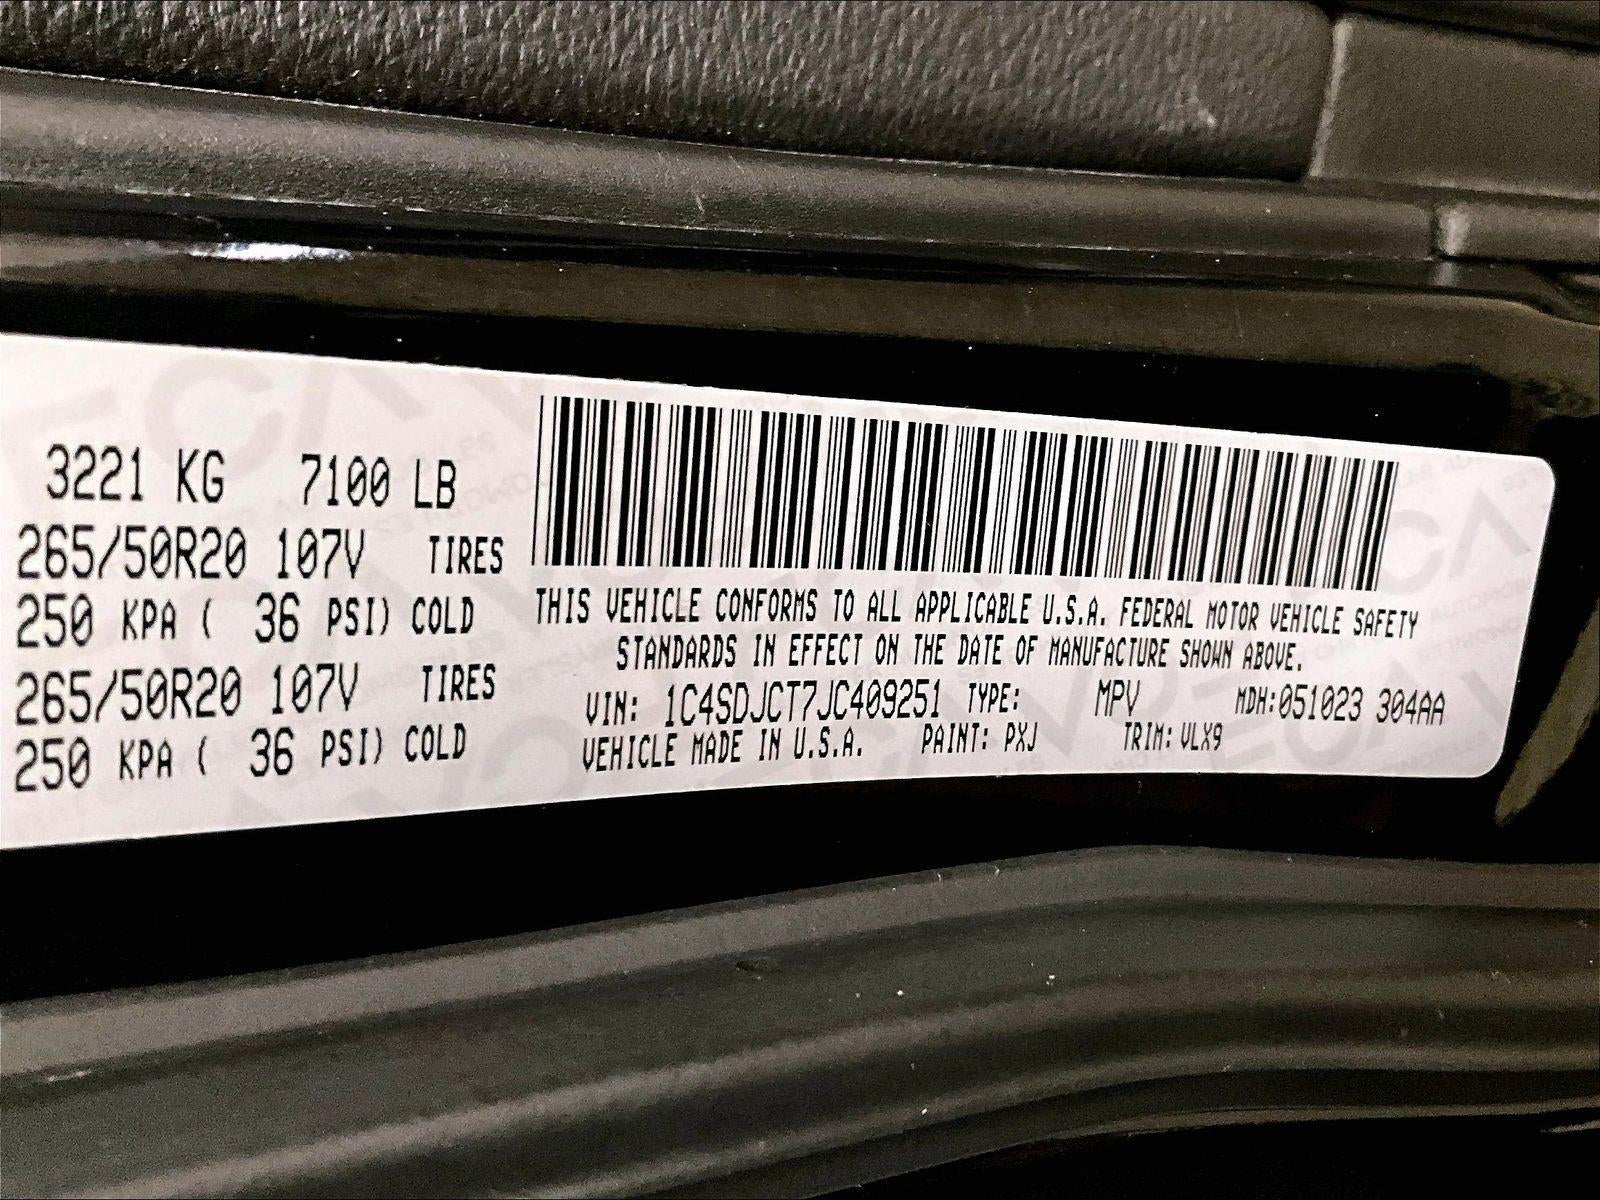 3221 KG 7100 LB
265/50R20 107V TIRES
250 KPA ( 36 PSI) COLD
265/50R20 107V TIRES
250 KPA ( 36 PSI) COLD
THIS VEHICLE CONFORMS TO ALL APPLICABLE U.S.A. FEDERAL MOTOR VEHICLE SAFETY
STANDARDS IN EFFECT ON THE DATE OF MANUFACTURE SHOWN ABOVE.
VIN: 1C4SDJCT7JC409251 TYPE: MPV MDH:051023 304AA
VEHICLE MADE IN U.S.A. PAINT: PXJ TRIM: VLX9